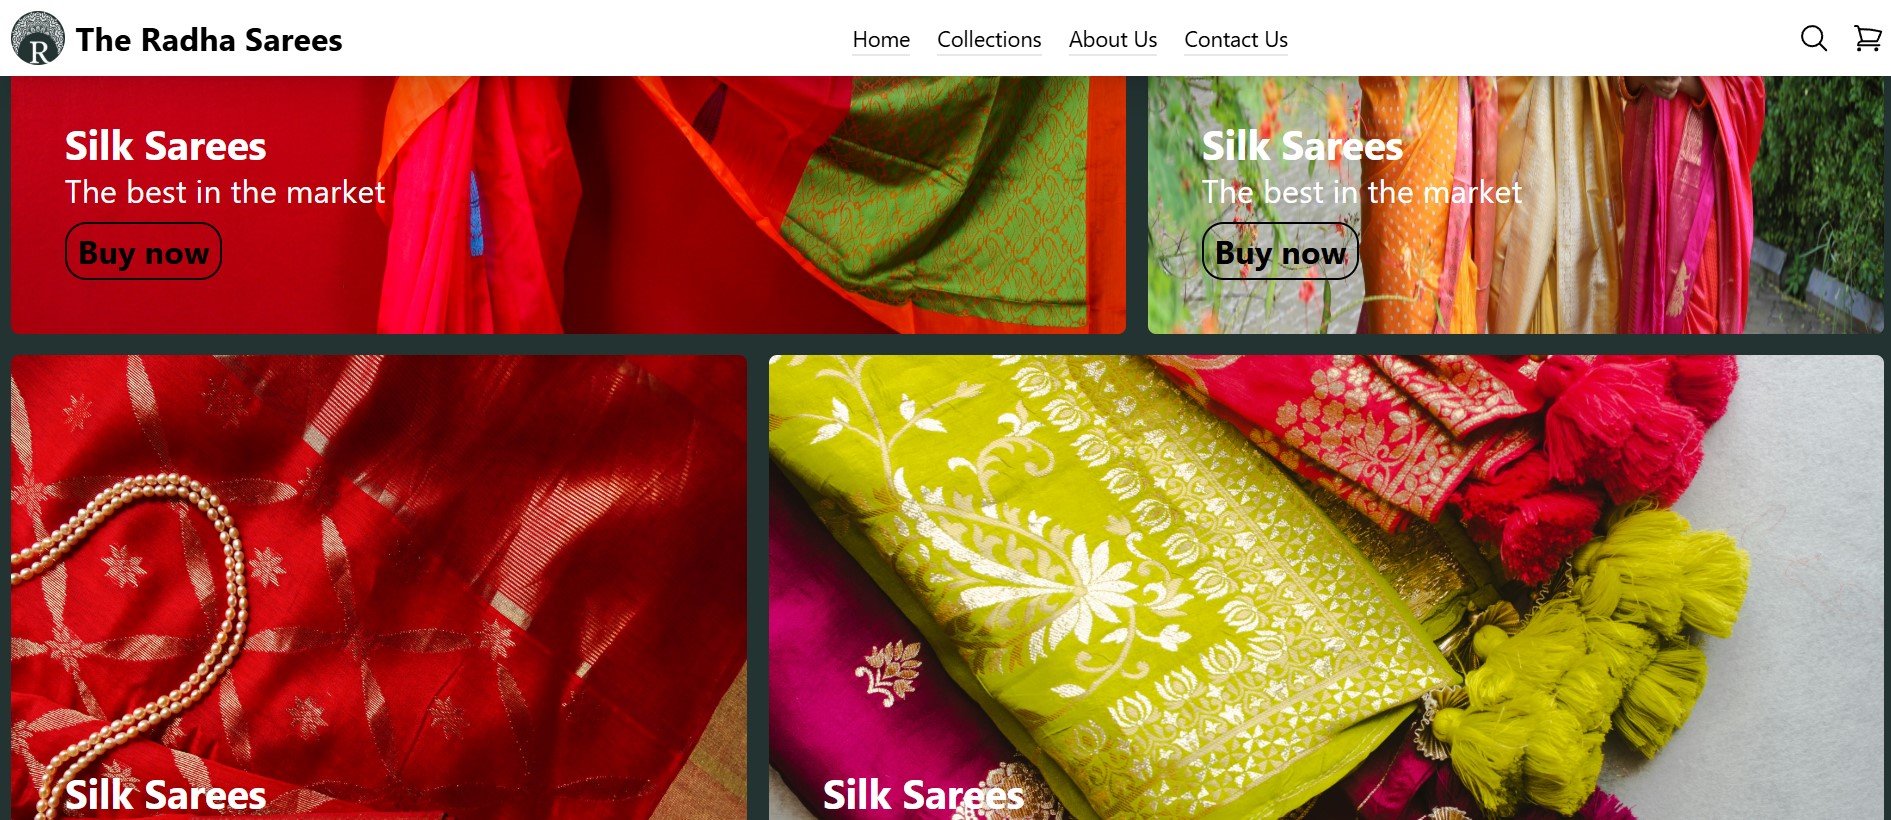 R
The Radha Sarees
Home
Collections
About Us
Contact Us
Silk Sarees
The best in the market
Buy now
Silk Sarees
The best in the market
Buy now
Silk Sarees
Silk Sarees